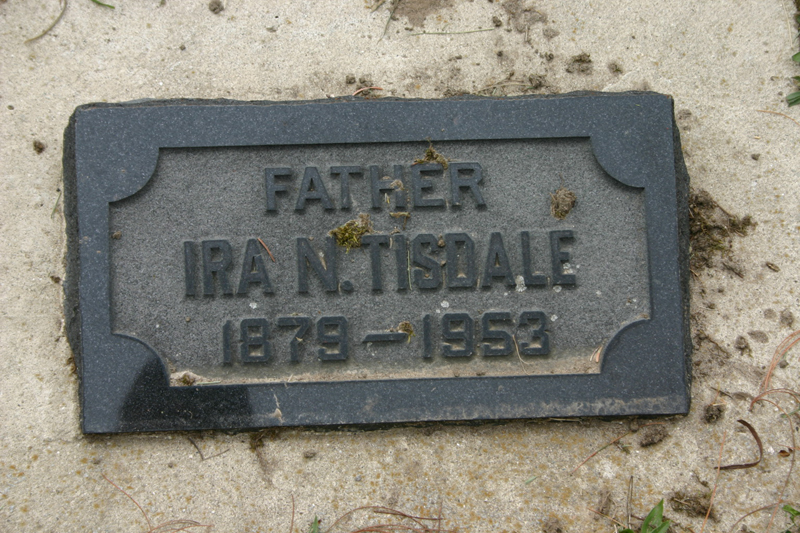 FATHER
IRA N. TISDALE
1879 – 1953